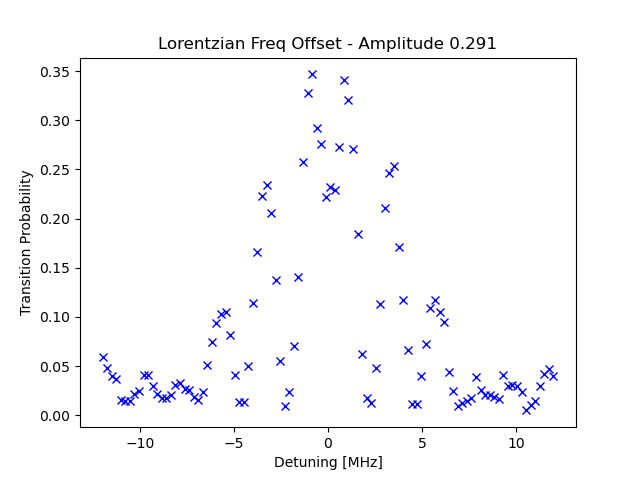 Lorentzian Freq Offset - Amplitude 0.291
0.35
0.30
0.25
0.20
0.15
0.10
0.05
0.00
Transition Probability
−10 −5 0 5 10
Detuning [MHz]